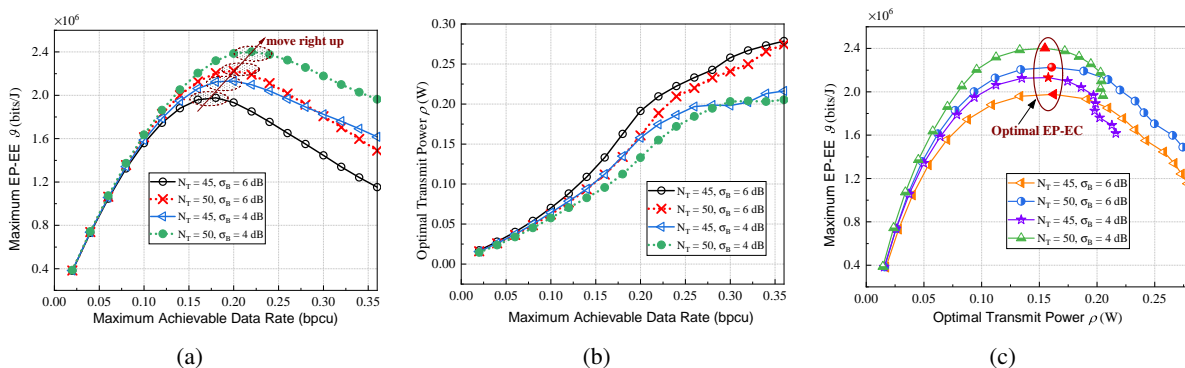 ×10⁶
Maximum EP-EE 𝒥 (bits/J)
2.4
2.0
1.6
1.2
0.8
0.4
move right up
N_T = 45, σ_B = 6 dB
N_T = 50, σ_B = 6 dB
N_T = 45, σ_B = 4 dB
N_T = 50, σ_B = 4 dB
0.00 0.05 0.10 0.15 0.20 0.25 0.30 0.35
Maximum Achievable Data Rate (bpcu)
(a)
Optimal Transmit Power ρ (W)
0.30
0.25
0.20
0.15
0.10
0.05
0.00
N_T = 45, σ_B = 6 dB
N_T = 50, σ_B = 6 dB
N_T = 45, σ_B = 4 dB
N_T = 50, σ_B = 4 dB
0.00 0.05 0.10 0.15 0.20 0.25 0.30 0.35
Maximum Achievable Data Rate (bpcu)
(b)
×10⁶
Maximum EP-EE 𝒥 (bits/J)
2.4
2.0
1.6
1.2
0.8
0.4
Optimal EP-EC
N_T = 45, σ_B = 6 dB
N_T = 50, σ_B = 6 dB
N_T = 45, σ_B = 4 dB
N_T = 50, σ_B = 4 dB
0.00 0.05 0.10 0.15 0.20 0.25
Optimal Transmit Power ρ (W)
(c)